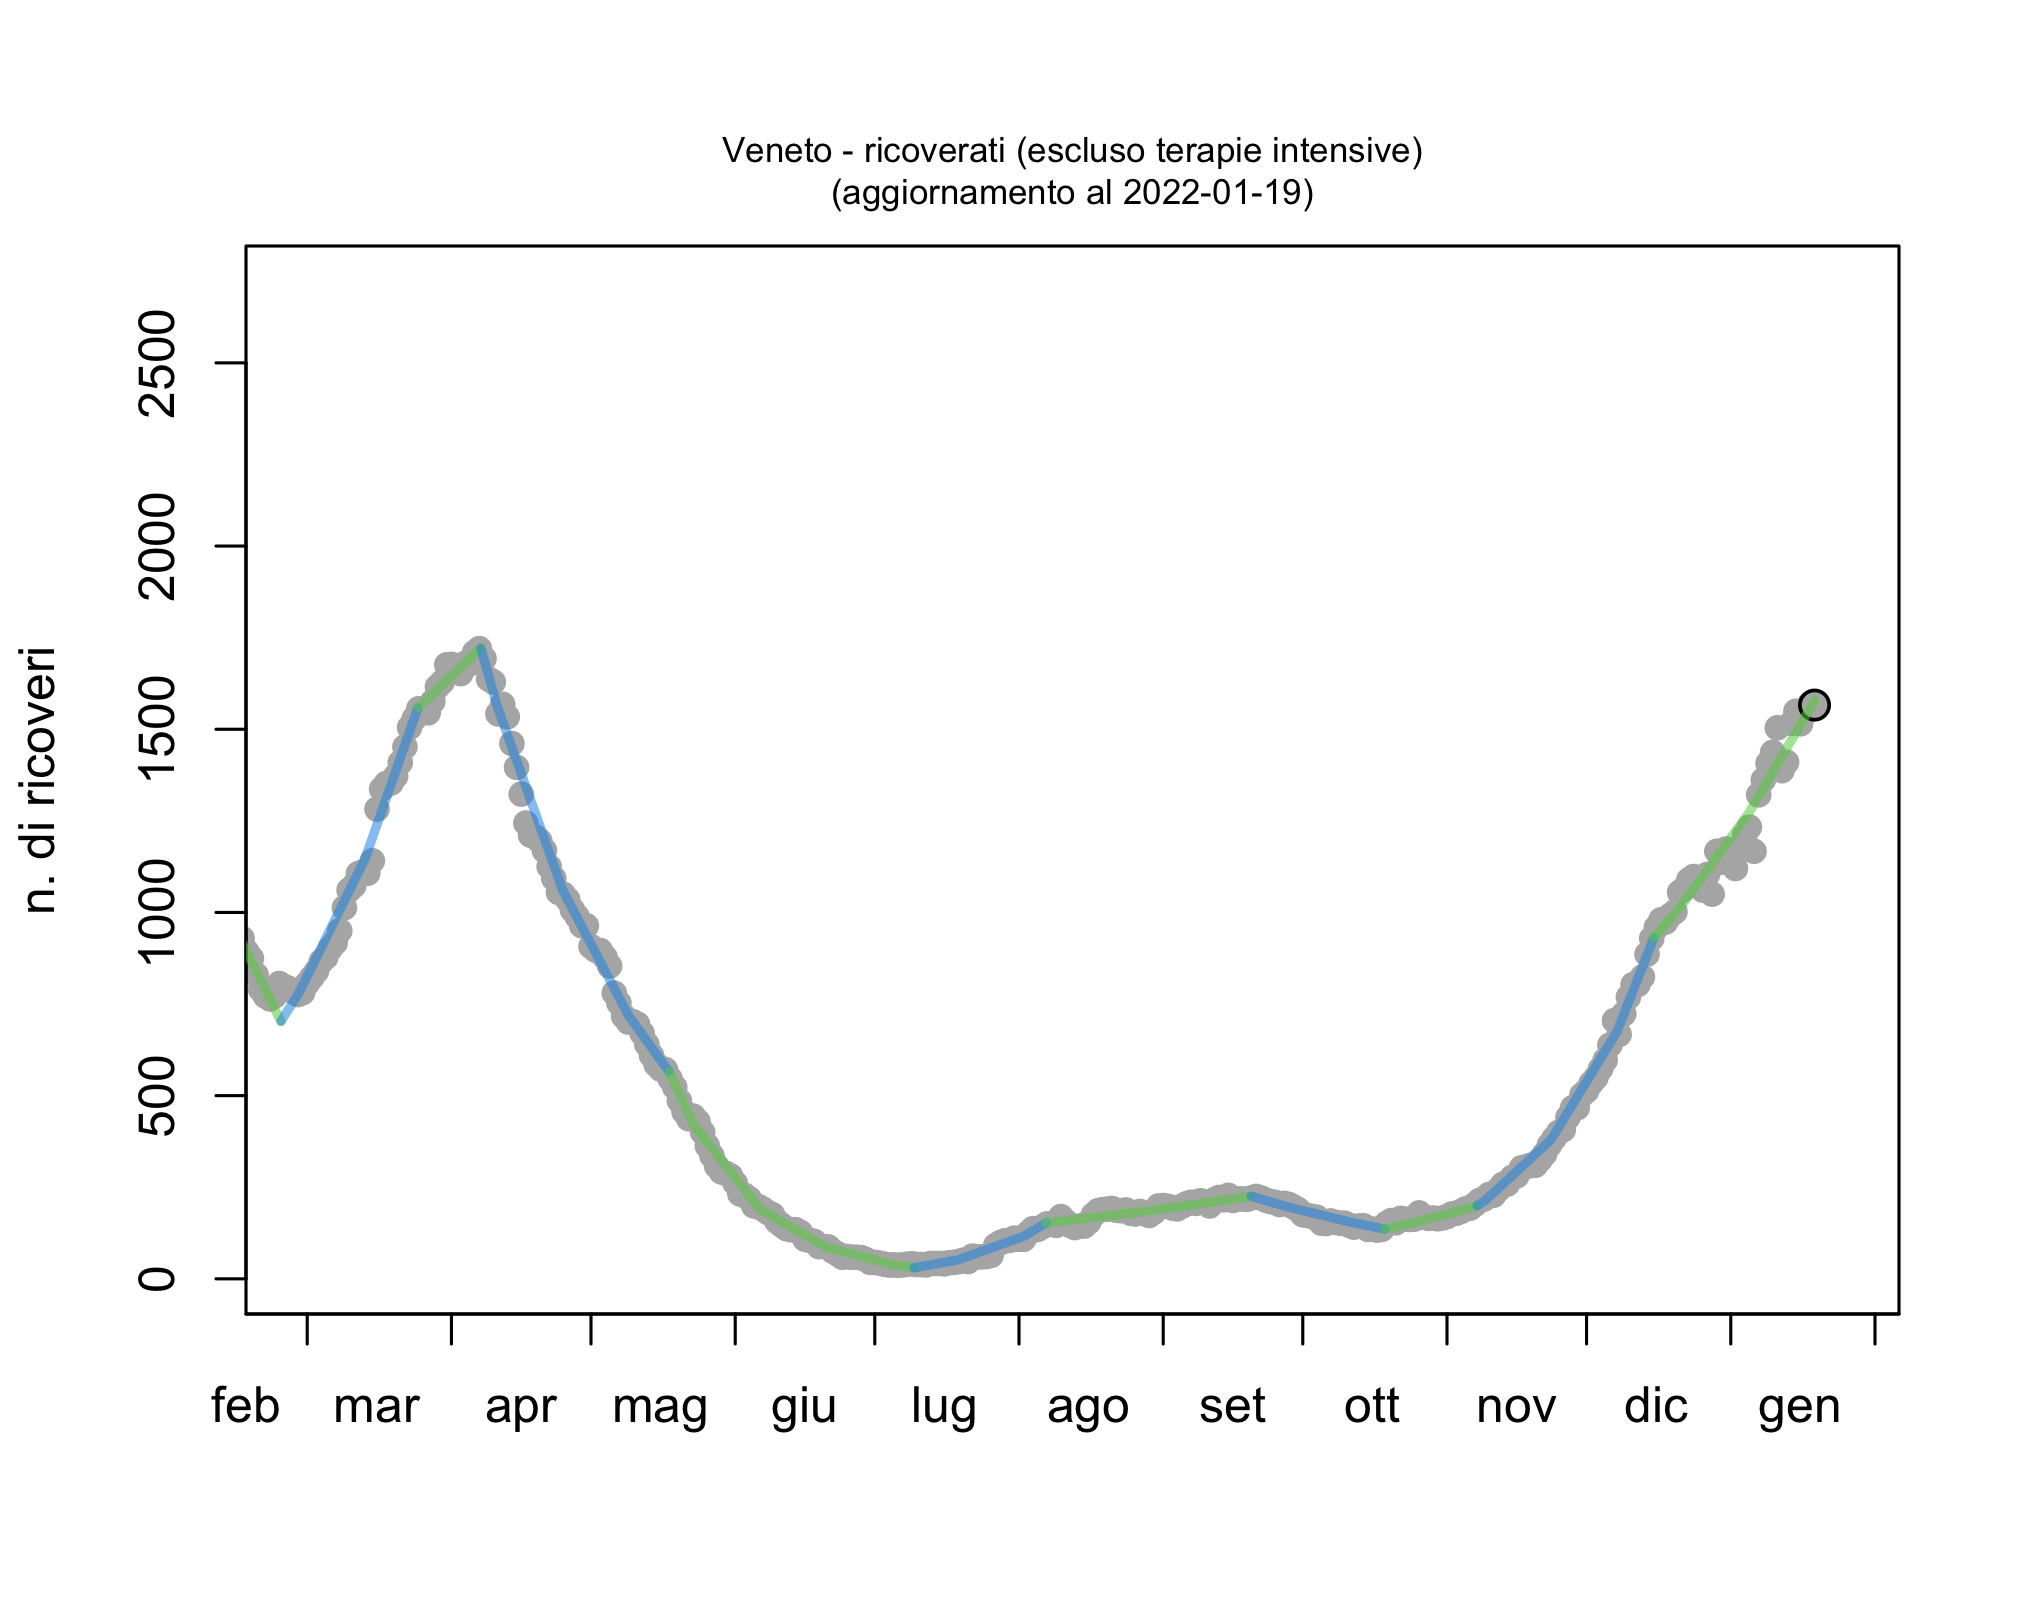 Veneto - ricoverati (escluso terapie intensive)
(aggiornamento al 2022-01-19)
n. di ricoveri
2500
2000
1500
1000
500
0
feb mar apr mag giu lug ago set ott nov dic gen